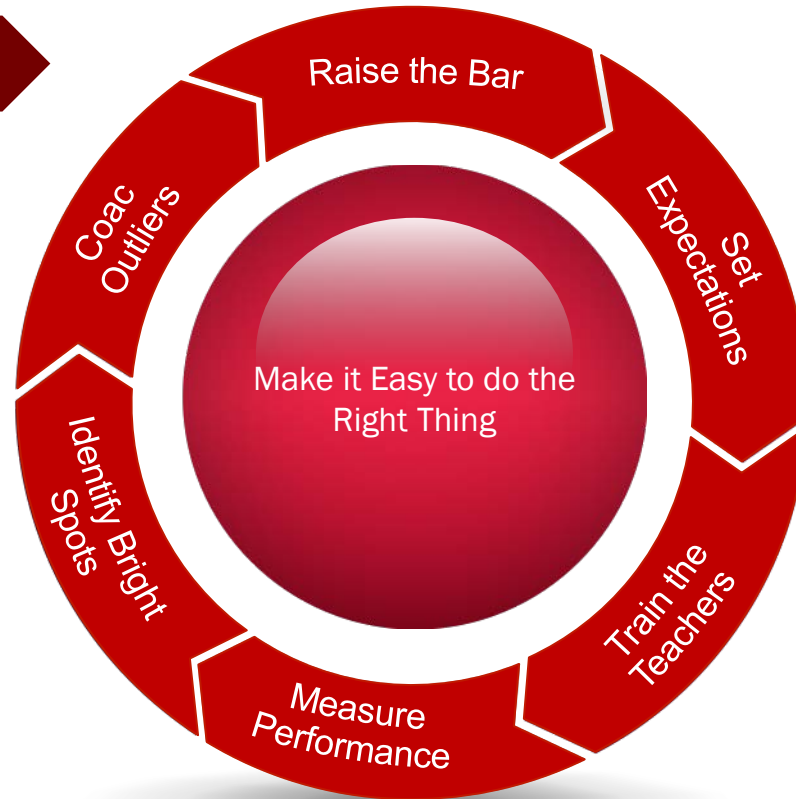 Raise the Bar
Set
Expectations
Train the
Teachers
Measure
Performance
Identify Bright
Spots
Coac
Outliers
Make it Easy to do the
Right Thing